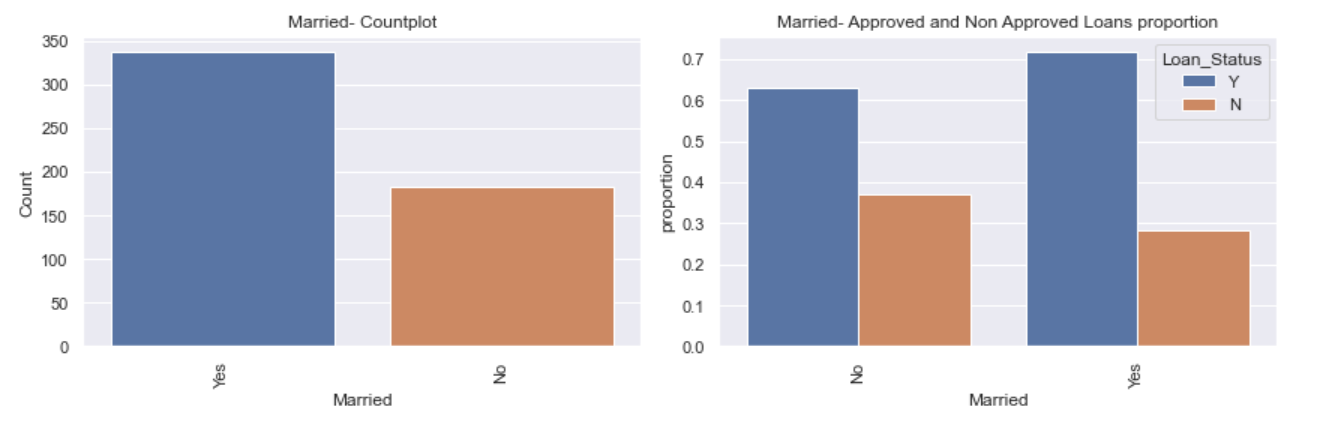 Married- Countplot
350
300
250
200
150
100
50
0
Count
Yes
No
Married
Married- Approved and Non Approved Loans proportion
0.7
0.6
0.5
0.4
0.3
0.2
0.1
0.0
proportion
Loan_Status
Y
N
No
Yes
Married